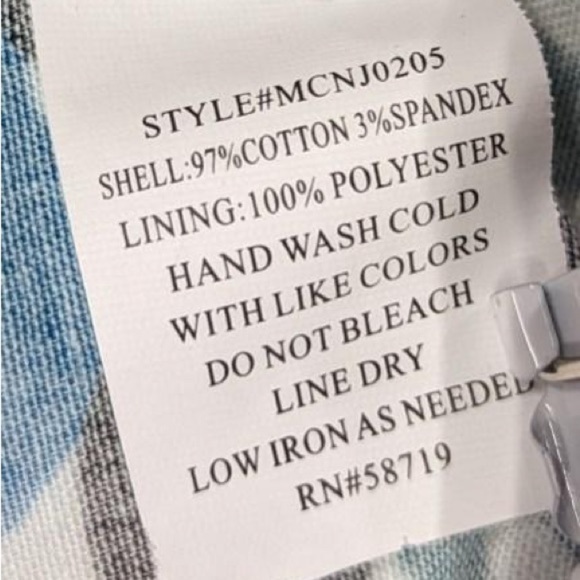 STYLE#MCNJ0205
SHELL:97%COTTON 3%SPANDEX
LINING:100% POLYESTER
HAND WASH COLD
WITH LIKE COLORS
DO NOT BLEACH
LINE DRY
LOW IRON AS NEEDED
RN#58719